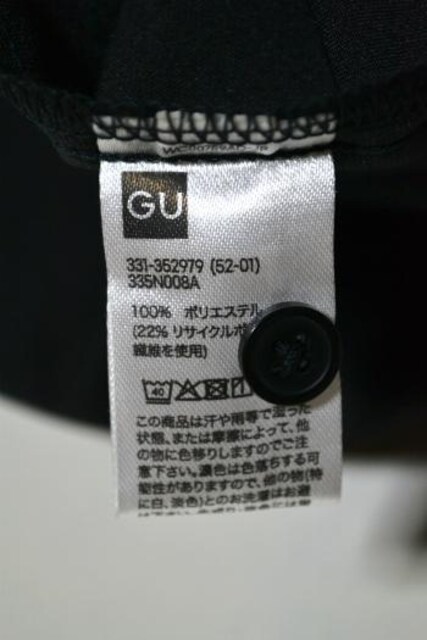 GU
331-352979 (52-01)
335N008A
100% ポリエステル
(22% リサイクルポ
繊維を使用)
40
この商品は汗や雨等で湿った
状態、または摩擦によって、他
の物に色移りしますのでご注
意下さい。濃色は色落ちする可
能性がありますので、他の物(特
に白、淡色)とのお洗濯はお避